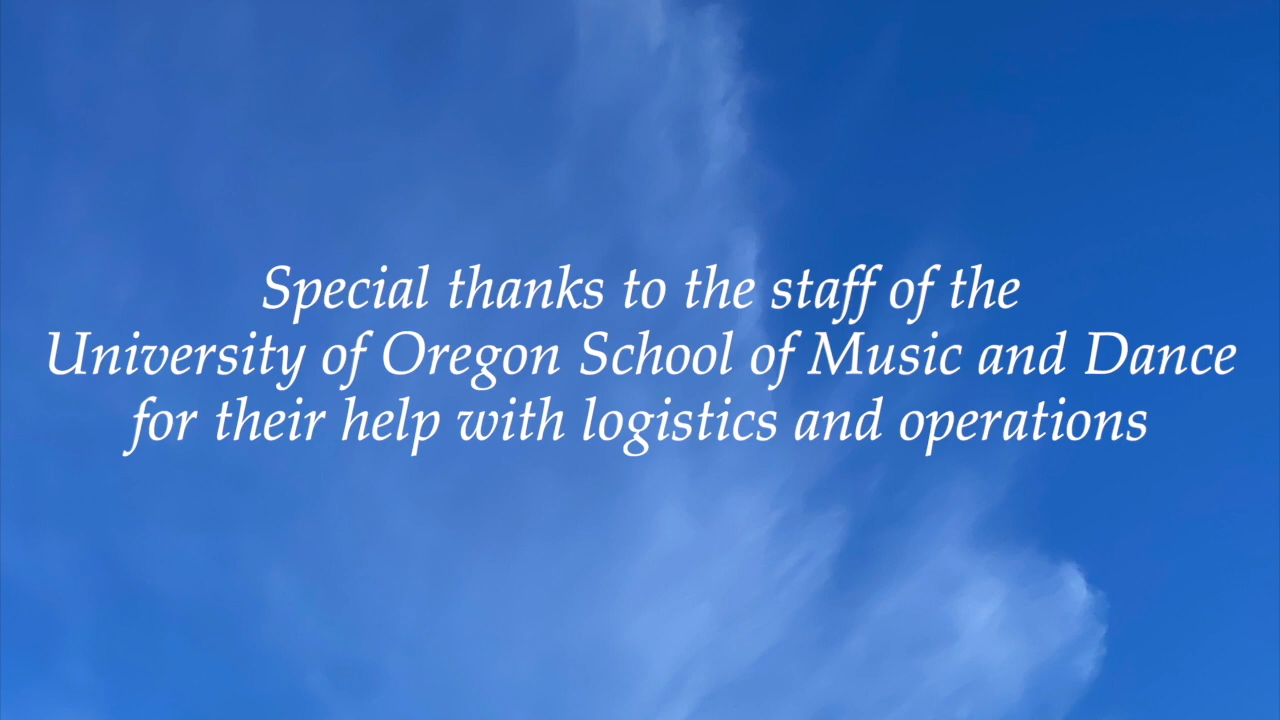 Special thanks to the staff of the
University of Oregon School of Music and Dance
for their help with logistics and operations